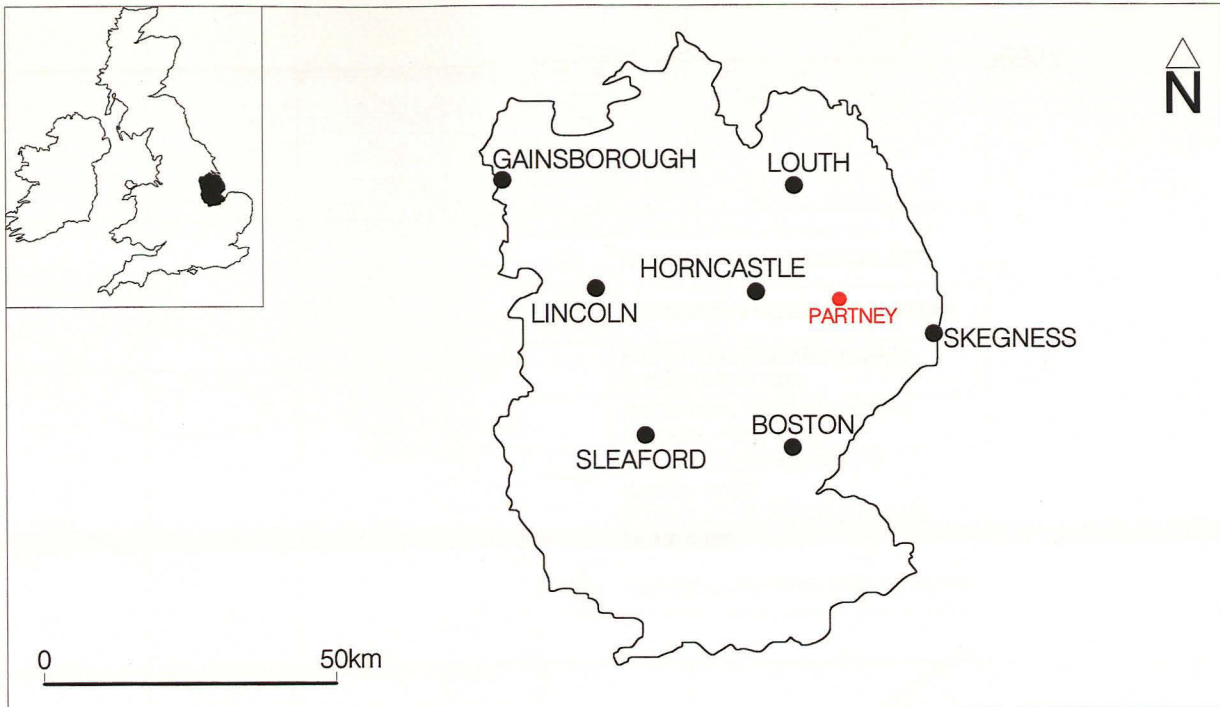 N
GAINSBOROUGH
LOUTH
HORNCASTLE
LINCOLN
PARTNEY
SKEGNESS
BOSTON
SLEAFORD
0 50km